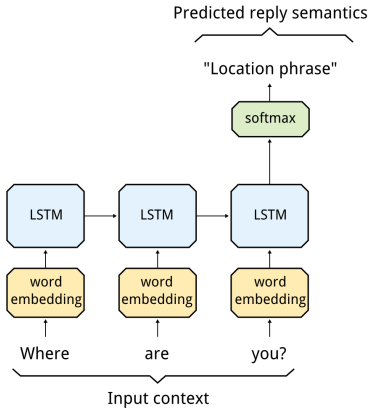 Predicted reply semantics
"Location phrase"
softmax
LSTM LSTM LSTM
word embedding word embedding word embedding
Where are you?
Input context